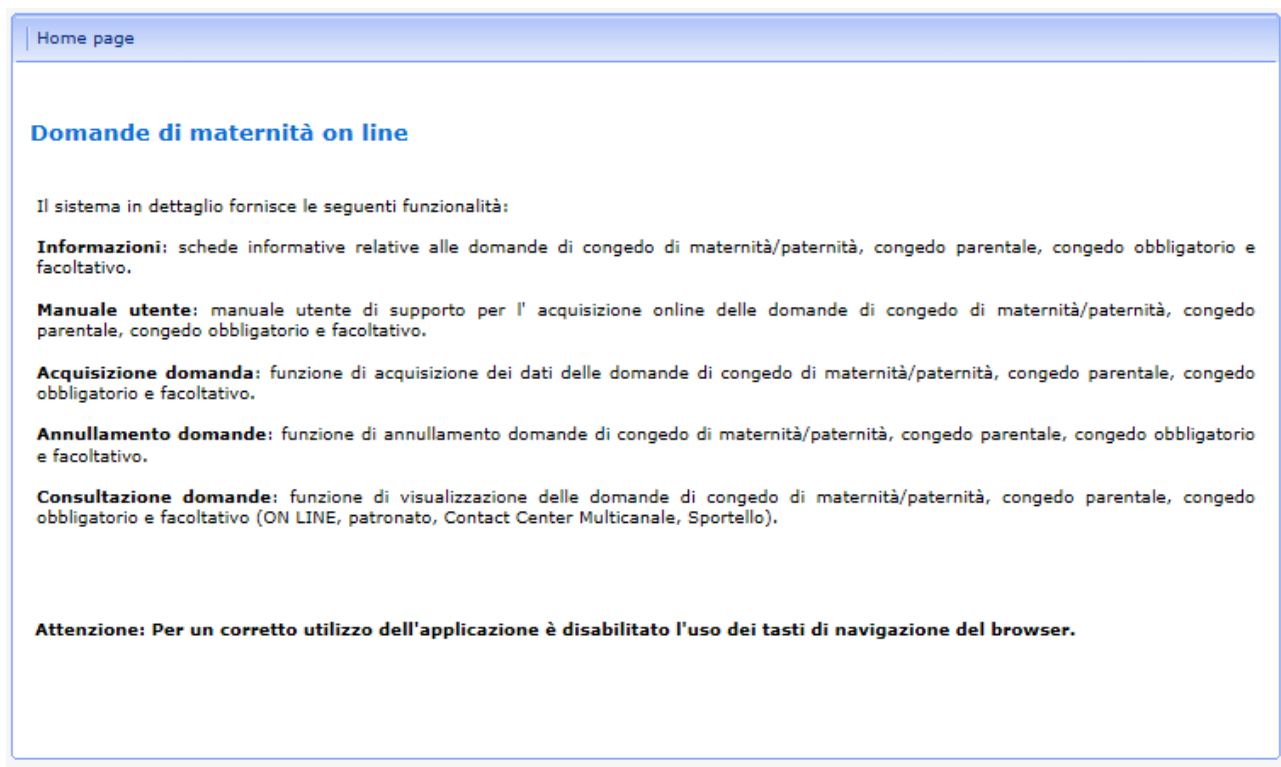 Home page
Domande di maternità on line
Il sistema in dettaglio fornisce le seguenti funzionalità:
Informazioni: schede informative relative alle domande di congedo di maternità/paternità, congedo parentale, congedo obbligatorio e
facoltativo.
Manuale utente: manuale utente di supporto per l' acquisizione online delle domande di congedo di maternità/paternità, congedo
parentale, congedo obbligatorio e facoltativo.
Acquisizione domanda: funzione di acquisizione dei dati delle domande di congedo di maternità/paternità, congedo parentale, congedo
obbligatorio e facoltativo.
Annullamento domande: funzione di annullamento domande di congedo di maternità/paternità, congedo parentale, congedo obbligatorio
e facoltativo.
Consultazione domande: funzione di visualizzazione delle domande di congedo di maternità/paternità, congedo parentale, congedo
obbligatorio e facoltativo (ON LINE, patronato, Contact Center Multicanale, Sportello).
Attenzione: Per un corretto utilizzo dell'applicazione è disabilitato l'uso dei tasti di navigazione del browser.